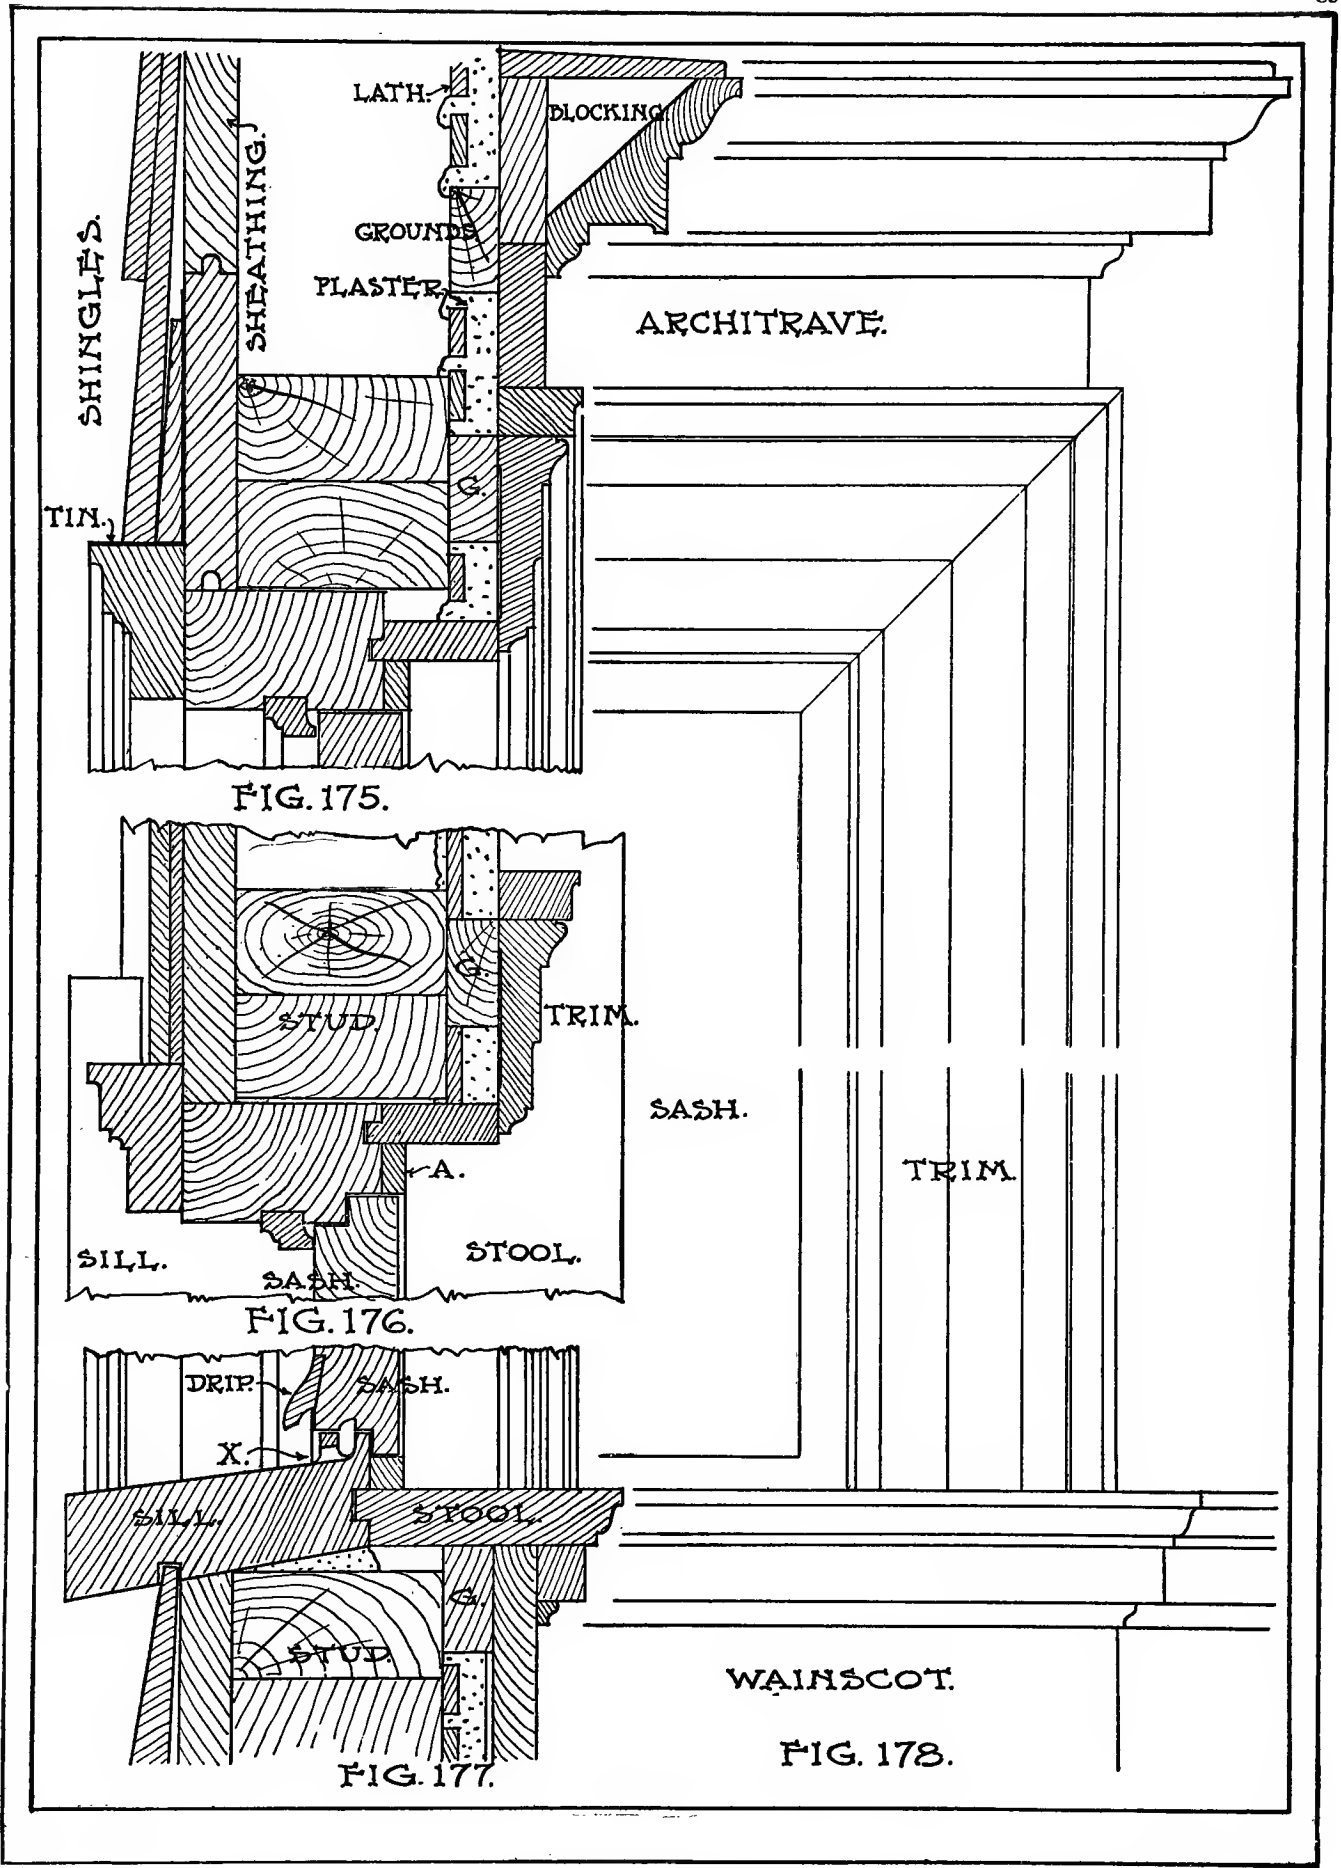 LATH.
BLOCKING.
SHEATHING.
SHINGLES.
GROUNDS
PLASTER
ARCHITRAVE.
G.
TIN.
FIG. 175.
G.
STUD.
TRIM.
SASH.
A.
TRIM.
SILL.
STOOL.
SASH.
FIG. 176.
DRIP.
SASH.
X.
SILL.
STOOL.
G.
STUD.
WAINSCOT.
FIG. 178.
FIG. 177.